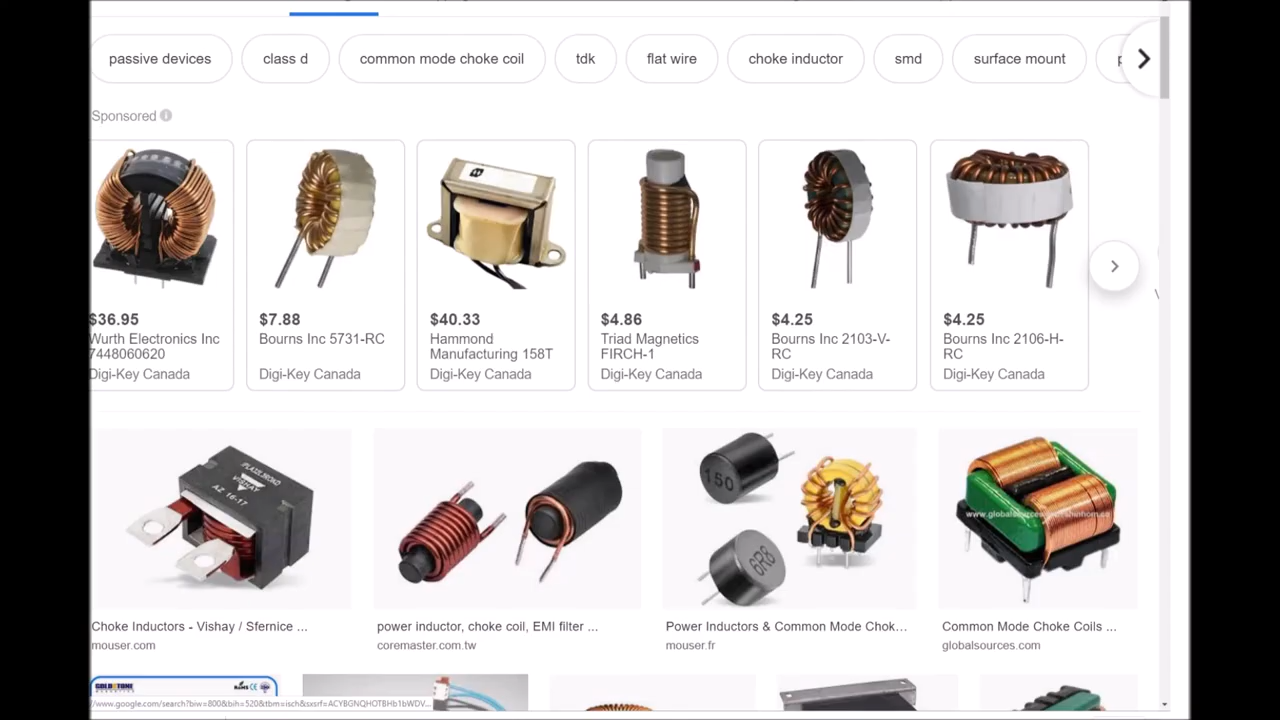 passive devices
class d
common mode choke coil
tdk
flat wire
choke inductor
smd
surface mount
Sponsored
$36.95
Wurth Electronics Inc
7448060620
Digi-Key Canada
$7.88
Bourns Inc 5731-RC
Digi-Key Canada
$40.33
Hammond
Manufacturing 158T
Digi-Key Canada
$4.86
Triad Magnetics
FIRCH-1
Digi-Key Canada
$4.25
Bourns Inc 2103-V-
RC
Digi-Key Canada
$4.25
Bourns Inc 2106-H-
RC
Digi-Key Canada
VISHAY
AZ 16-17
150
6R8
Choke Inductors - Vishay / Sfernice ...
mouser.com
power inductor, choke coil, EMI filter ...
coremaster.com.tw
Power Inductors & Common Mode Chok...
mouser.fr
Common Mode Choke Coils ...
globalsources.com